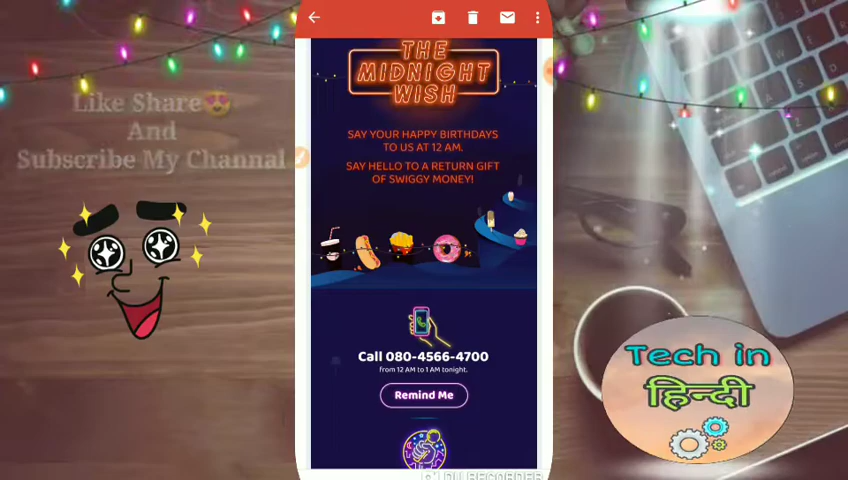 Like Share
And
Subscribe My Channel
THE
MIDNIGHT
WISH
SAY YOUR HAPPY BIRTHDAYS
TO US AT 12 AM.
SAY HELLO TO A RETURN GIFT
OF SWIGGY MONEY!
Call 080-4566-4700
from 12 AM to 1 AM tonight.
Remind Me
Tech in
हिन्दी
RECORDER